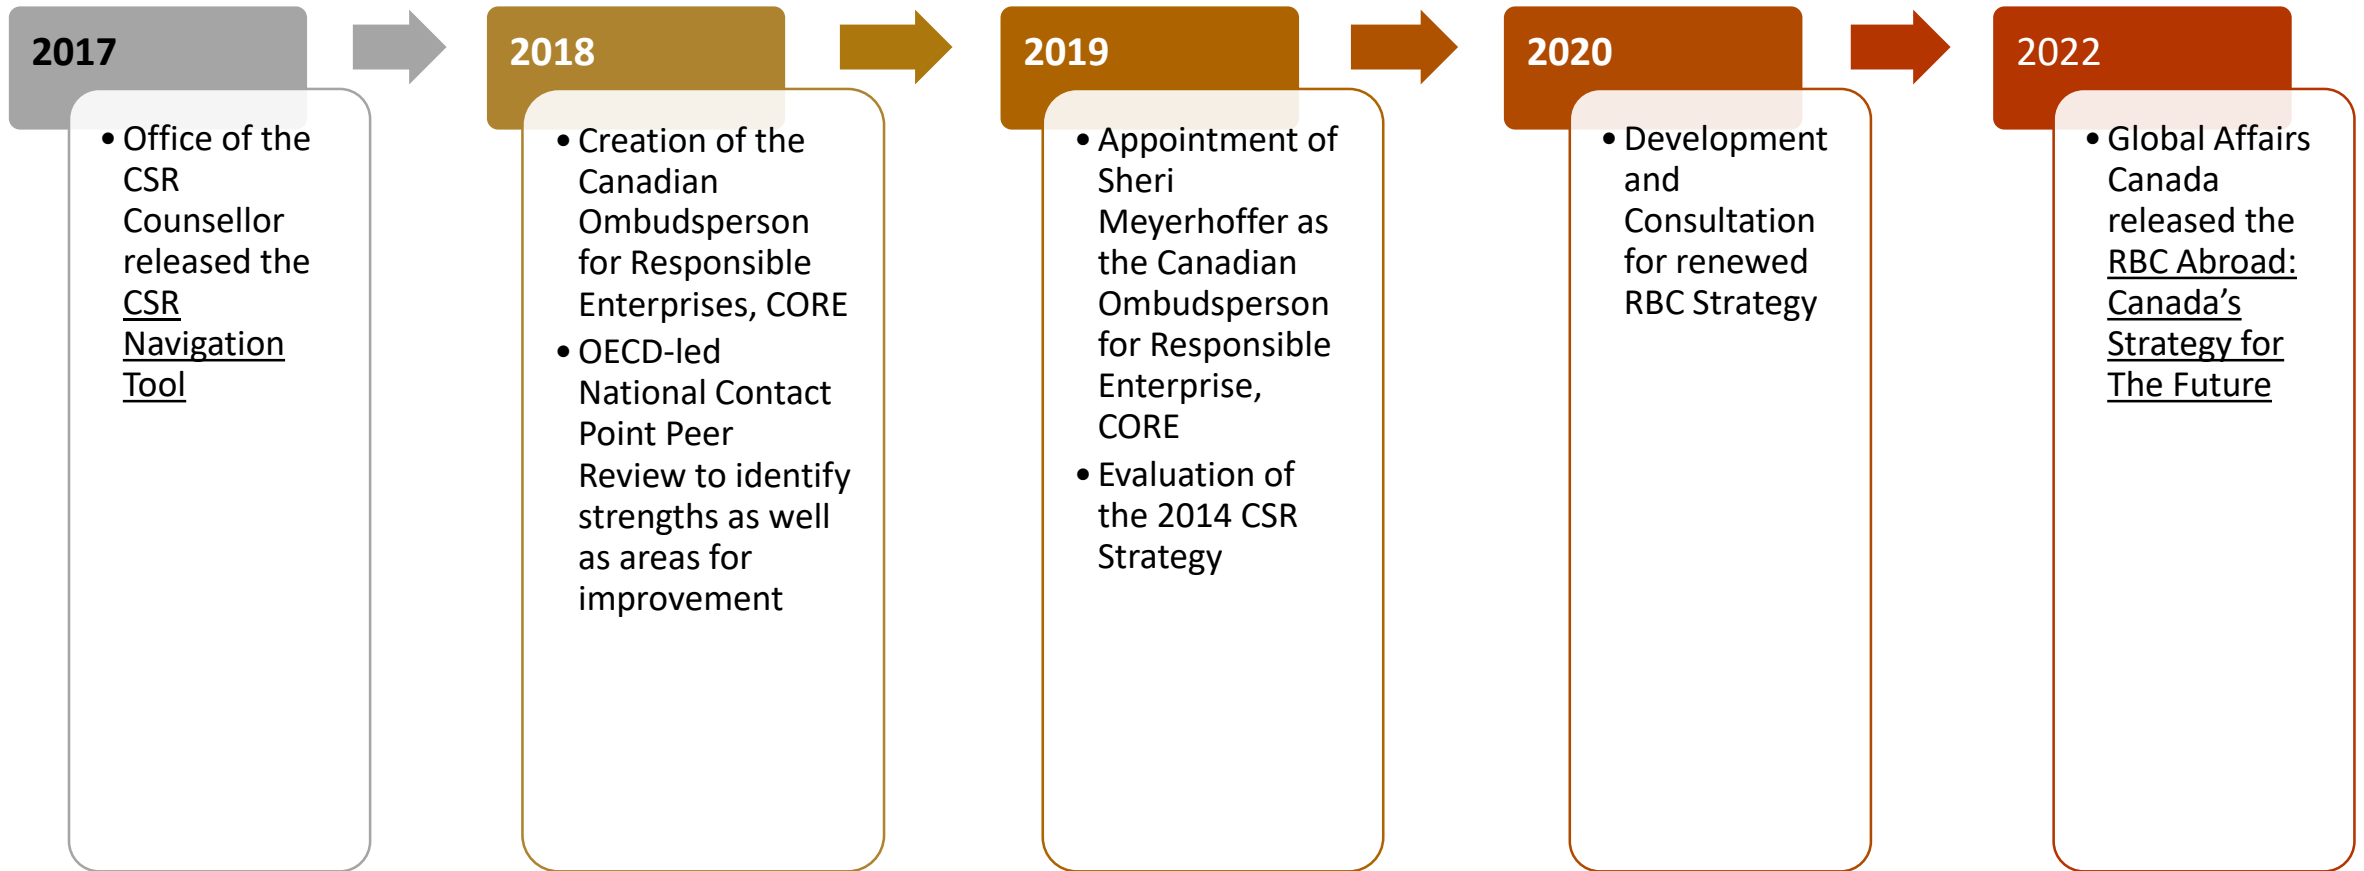 2017
• Office of the
CSR
Counsellor
released the
CSR
Navigation
Tool
2018
• Creation of the
Canadian
Ombudsperson
for Responsible
Enterprises, CORE
• OECD-led
National Contact
Point Peer
Review to identify
strengths as well
as areas for
improvement
2019
• Appointment of
Sheri
Meyerhoffer as
the Canadian
Ombudsperson
for Responsible
Enterprise,
CORE
• Evaluation of
the 2014 CSR
Strategy
2020
• Development
and
Consultation
for renewed
RBC Strategy
2022
• Global Affairs
Canada
released the
RBC Abroad:
Canada’s
Strategy for
The Future